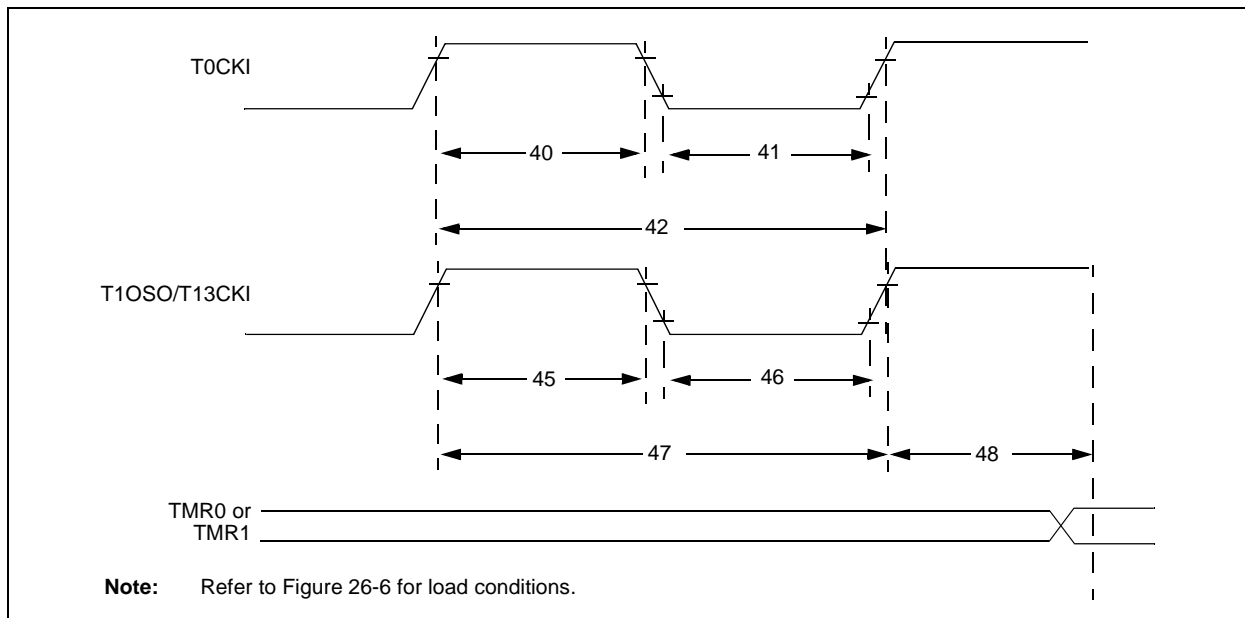 T0CKI
40
41
42
T1OSO/T13CKI
45
46
47
48
TMR0 or
TMR1
Note: Refer to Figure 26-6 for load conditions.